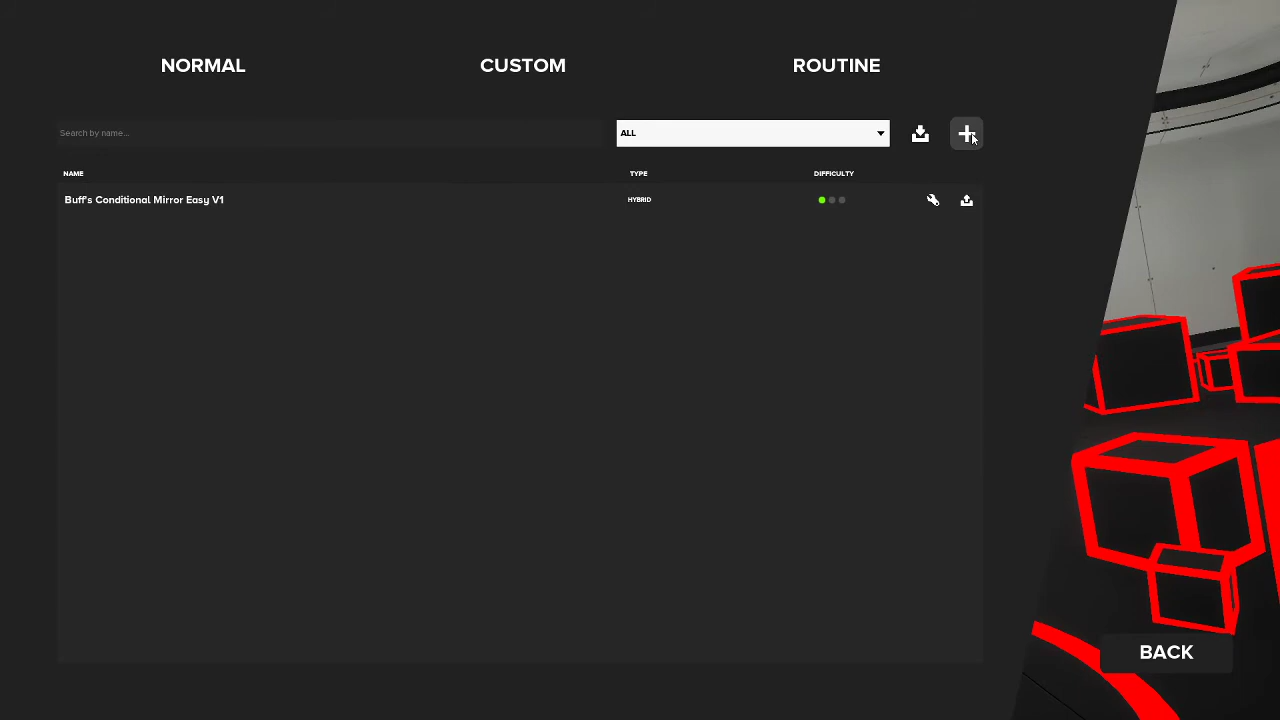 NORMAL CUSTOM ROUTINE
Search by name... ALL
NAME TYPE DIFFICULTY
Buff's Conditional Mirror Easy V1 HYBRID
BACK